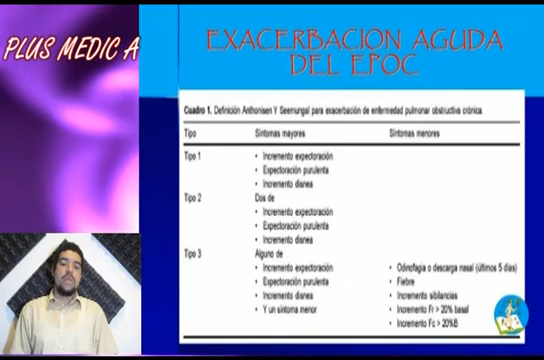 PLUS MEDIC A
EXACERBACION AGUDA
DEL EPOC
Cuadro 1. Definición Anthonisen Y Seemungal para exacerbación de enfermedad pulmonar obstructiva crónica.
Tipo Síntomas mayores Síntomas menores
Tipo 1 • Incremento expectoración
• Expectoración purulenta
• Incremento disnea
Tipo 2 Dos de
• Incremento expectoración
• Expectoración purulenta
• Incremento disnea
Tipo 3 Alguno de
• Incremento expectoración • Odinofagia o descarga nasal (últimos 5 días)
• Expectoración purulenta • Fiebre
• Incremento disnea • Incremento sibilancias
• Y un síntoma menor • Incremento Fr > 20% basal
• Incremento Fc > 20%B